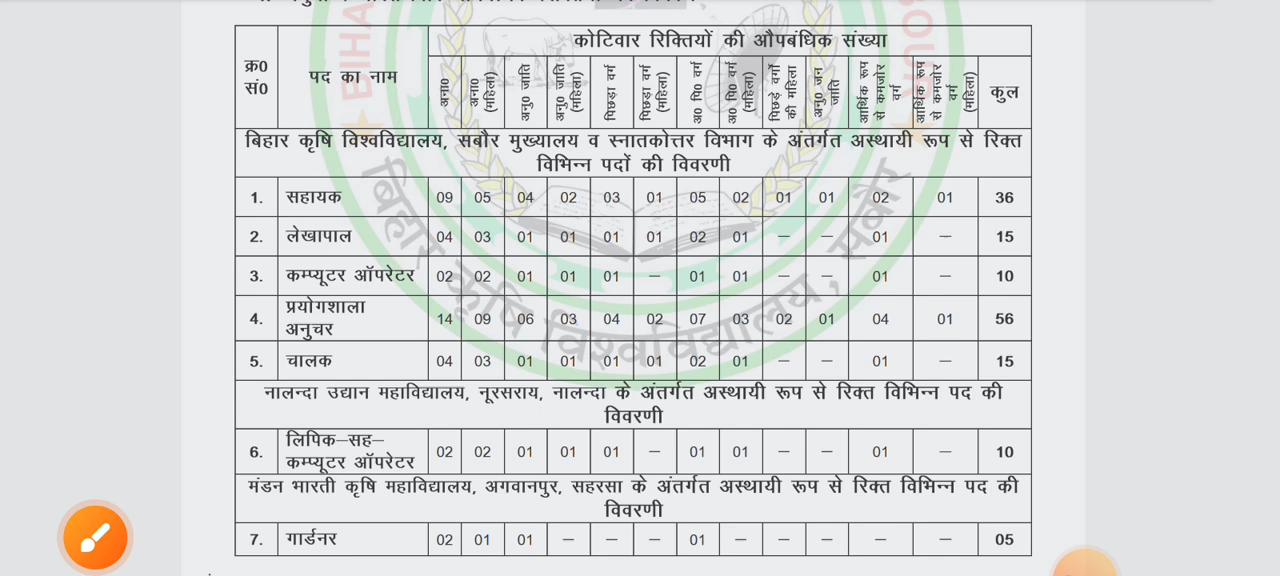 कोटिवार रिक्तियों की औपबंधिक संख्या
क्र0 सं0 | पद का नाम | अना0 | अना0 (महिला) | अनु0 जाति | अनु0 जाति (महिला) | पिछड़ा वर्ग | पिछड़ा वर्ग (महिला) | अ0 पि0 वर्ग | अ0 पि0 वर्ग (महिला) | पिछड़े वर्गों की महिला | अनु0 जन जाति | आर्थिक रूप से कमजोर वर्ग | आर्थिक रूप से कमजोर वर्ग (महिला) | कुल
बिहार कृषि विश्वविद्यालय, सबौर मुख्यालय व स्नातकोत्तर विभाग के अंतर्गत अस्थायी रूप से रिक्त
विभिन्न पदों की विवरणी
1. सहायक 09 05 04 02 03 01 05 02 01 01 02 01 36
2. लेखापाल 04 03 01 01 01 01 02 01 – – 01 – 15
3. कम्प्यूटर ऑपरेटर 02 02 01 01 01 – 01 01 – – 01 – 10
4. प्रयोगशाला अनुचर 14 09 06 03 04 02 07 03 02 01 04 01 56
5. चालक 04 03 01 01 01 01 02 01 – – 01 – 15
नालन्दा उद्यान महाविद्यालय, नूरसराय, नालन्दा के अंतर्गत अस्थायी रूप से रिक्त विभिन्न पद की
विवरणी
6. लिपिक–सह– कम्प्यूटर ऑपरेटर 02 02 01 01 01 – 01 01 – – 01 – 10
मंडन भारती कृषि महाविद्यालय, अगवानपुर, सहरसा के अंतर्गत अस्थायी रूप से रिक्त विभिन्न पद की
विवरणी
7. गार्डनर 02 01 01 – – – 01 – – – – – 05
BIHA
SOUR
बिहार कृषि विश्वविद्यालय, सबौर